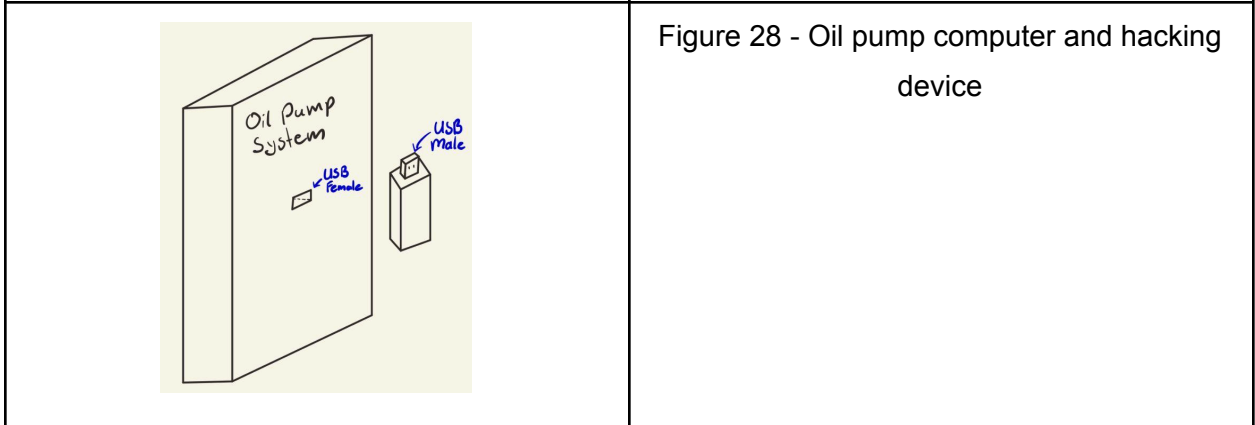 Oil Pump
System
USB
Female
USB
Male
Figure 28 - Oil pump computer and hacking
device